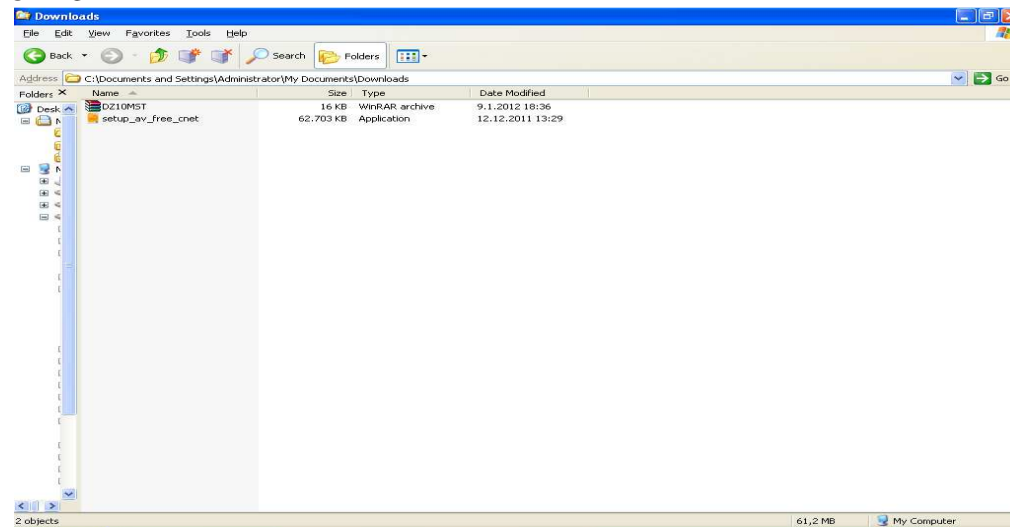 Downloads
File Edit View Favorites Tools Help
Back Search Folders
Address C:\Documents and Settings\Administrator\My Documents\Downloads Go
Folders Name Size Type Date Modified
Desk DZ10MST 16 KB WinRAR archive 9.1.2012 18:36
setup_av_free_cnet 62.703 KB Application 12.12.2011 13:29
2 objects 61,2 MB My Computer